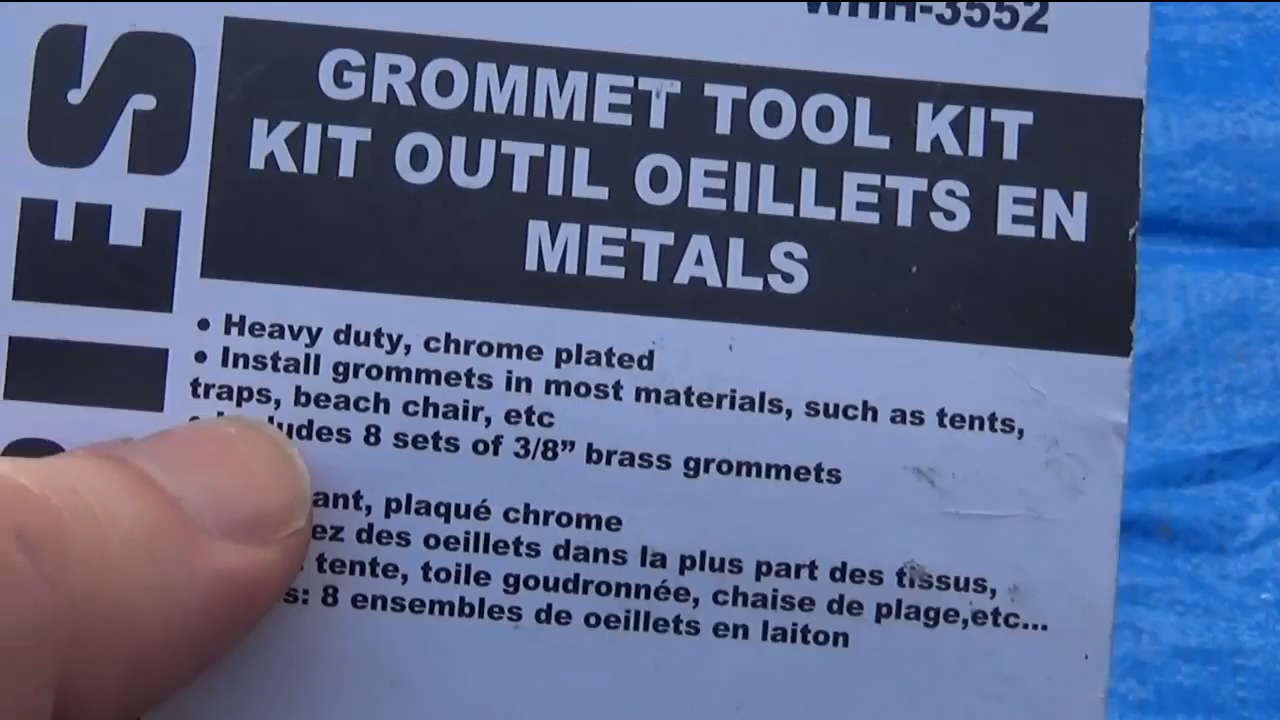 WHH-3552
GROMMET TOOL KIT
KIT OUTIL OEILLETS EN
METALS
• Heavy duty, chrome plated
• Install grommets in most materials, such as tents,
traps, beach chair, etc
8 sets of 3/8” brass grommets
plaqué chrome
des oeillets dans la plus part des tissus,
tente, toile goudronnée, chaise de plage,etc...
8 ensembles de oeillets en laiton